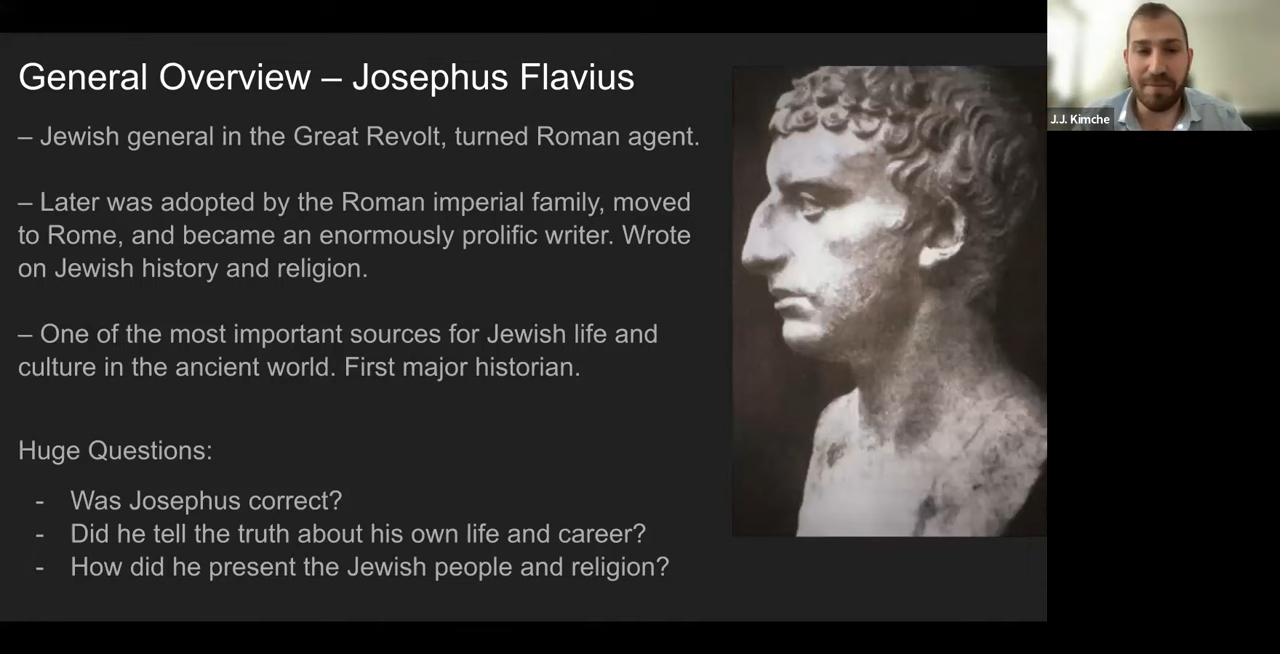 General Overview – Josephus Flavius
– Jewish general in the Great Revolt, turned Roman agent.
– Later was adopted by the Roman imperial family, moved
to Rome, and became an enormously prolific writer. Wrote
on Jewish history and religion.
– One of the most important sources for Jewish life and
culture in the ancient world. First major historian.
Huge Questions:
- Was Josephus correct?
- Did he tell the truth about his own life and career?
- How did he present the Jewish people and religion?
J.J. Kimche